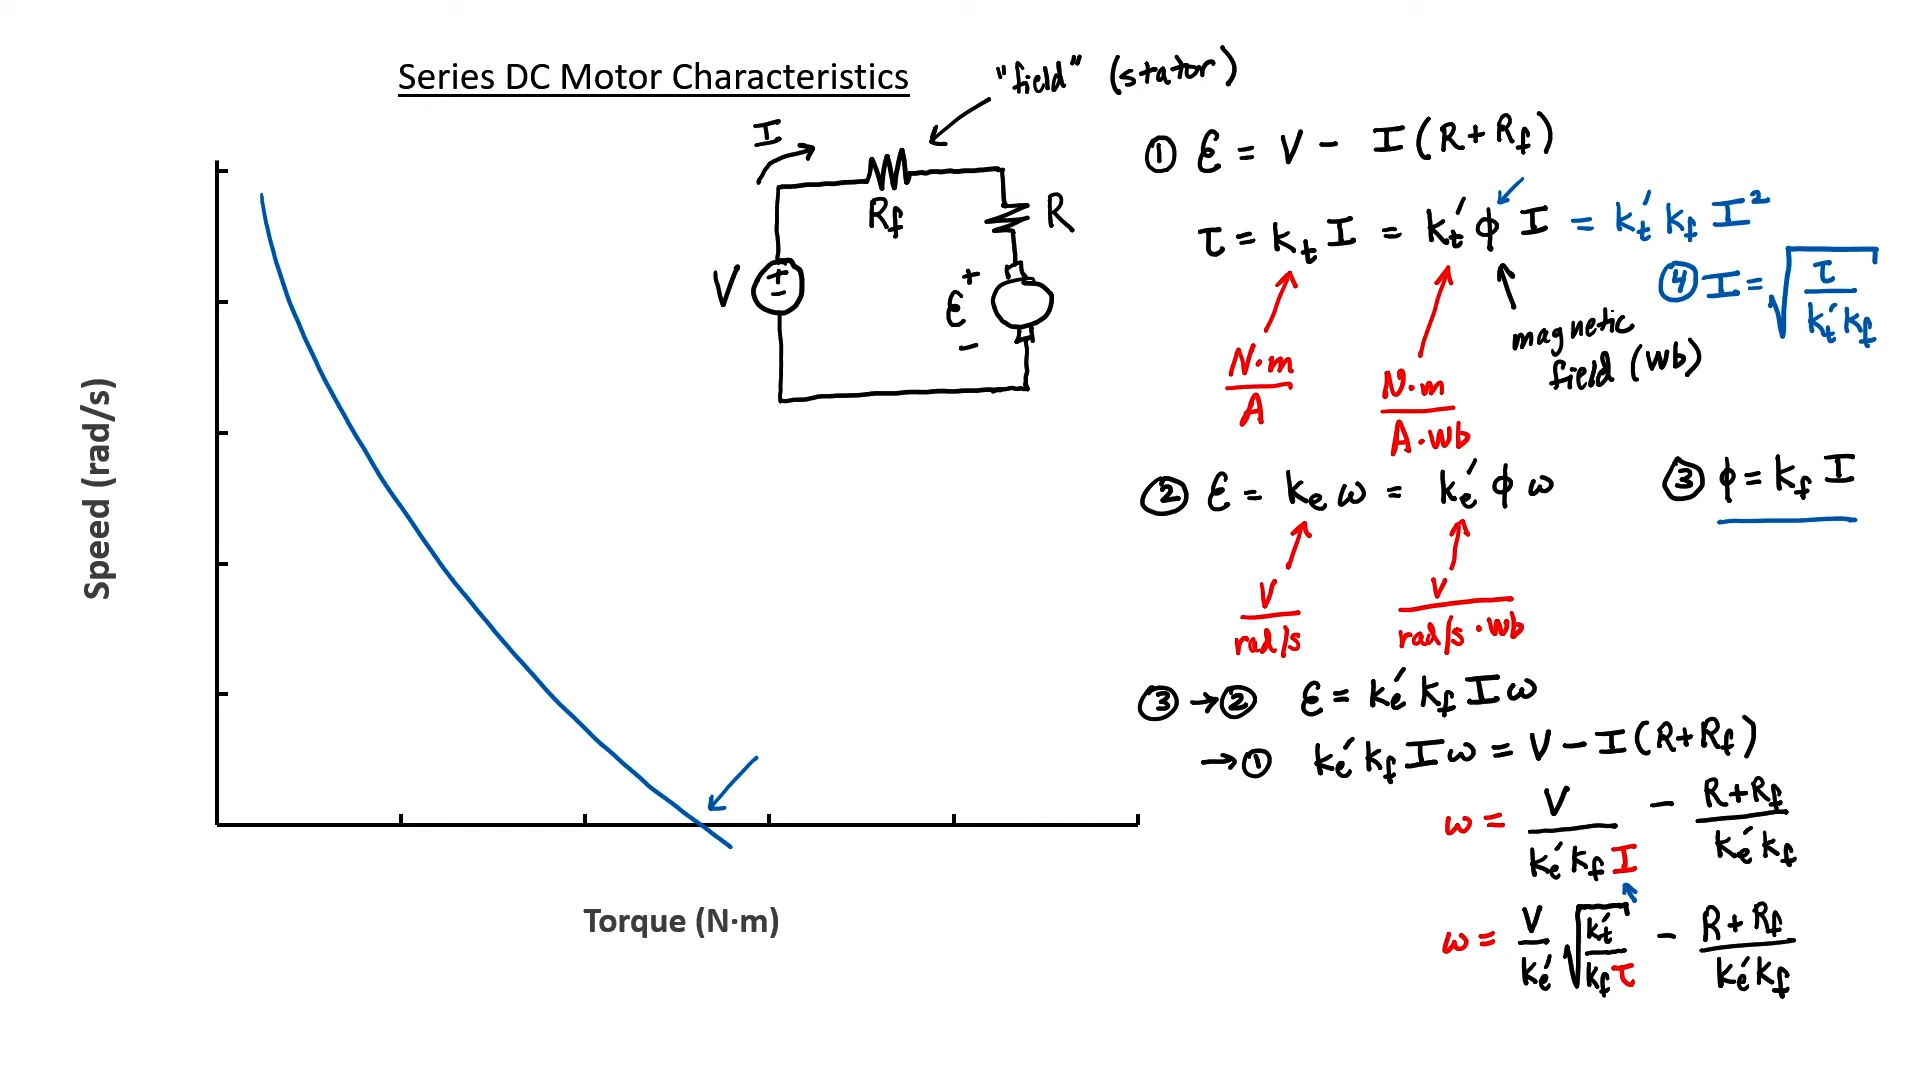 Series DC Motor Characteristics
"field" (stator)
I
Rf
R
V
+
−
ε
+
−
Speed (rad/s)
Torque (N·m)
① ε = V − I(R+Rf)
τ = kt I = kt′ ϕ I = kt′ kf I²
④ I = √(τ / kt′ kf)
N·m / A
N·m / A·Wb
magnetic
field (Wb)
② ε = ke ω = ke′ ϕ ω
③ ϕ = kf I
V / rad/s
V / rad/s·Wb
③ → ② ε = ke′ kf I ω
→ ① ke′ kf I ω = V − I(R+Rf)
ω = V / ke′ kf I − R+Rf / ke′ kf
ω = V / ke′ √(kt′ / kf τ) − R+Rf / ke′ kf